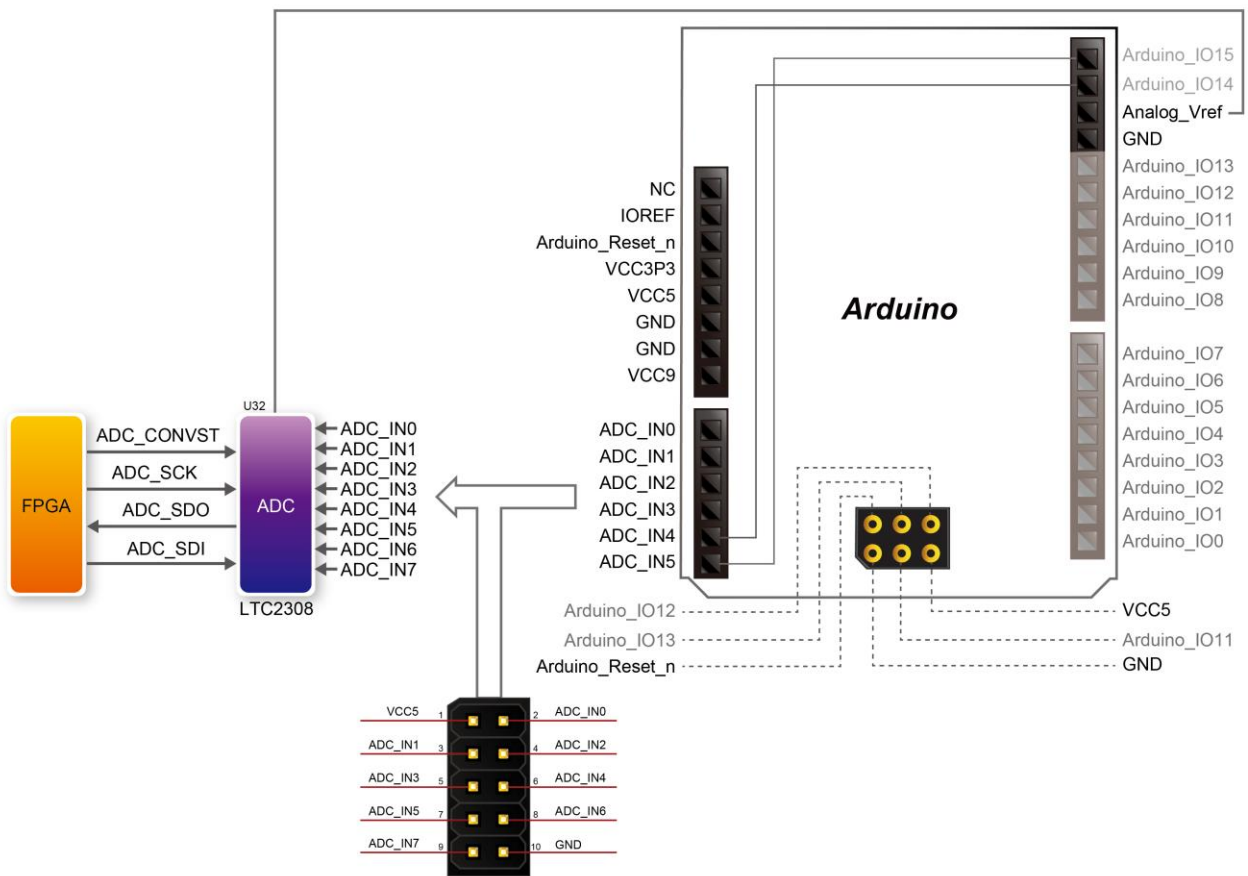 Arduino_IO15
Arduino_IO14
Analog_Vref
GND
Arduino_IO13
Arduino_IO12
Arduino_IO11
Arduino_IO10
Arduino_IO9
Arduino_IO8
NC
IOREF
Arduino_Reset_n
VCC3P3
VCC5
GND
GND
VCC9
Arduino
Arduino_IO7
Arduino_IO6
Arduino_IO5
Arduino_IO4
Arduino_IO3
Arduino_IO2
Arduino_IO1
Arduino_IO0
FPGA
ADC_CONVST
ADC_SCK
ADC_SDO
ADC_SDI
U32
ADC
LTC2308
ADC_IN0
ADC_IN1
ADC_IN2
ADC_IN3
ADC_IN4
ADC_IN5
ADC_IN6
ADC_IN7
ADC_IN0
ADC_IN1
ADC_IN2
ADC_IN3
ADC_IN4
ADC_IN5
Arduino_IO12
Arduino_IO13
Arduino_Reset_n
VCC5
Arduino_IO11
GND
VCC5 1 2 ADC_IN0
ADC_IN1 3 4 ADC_IN2
ADC_IN3 5 6 ADC_IN4
ADC_IN5 7 8 ADC_IN6
ADC_IN7 9 10 GND